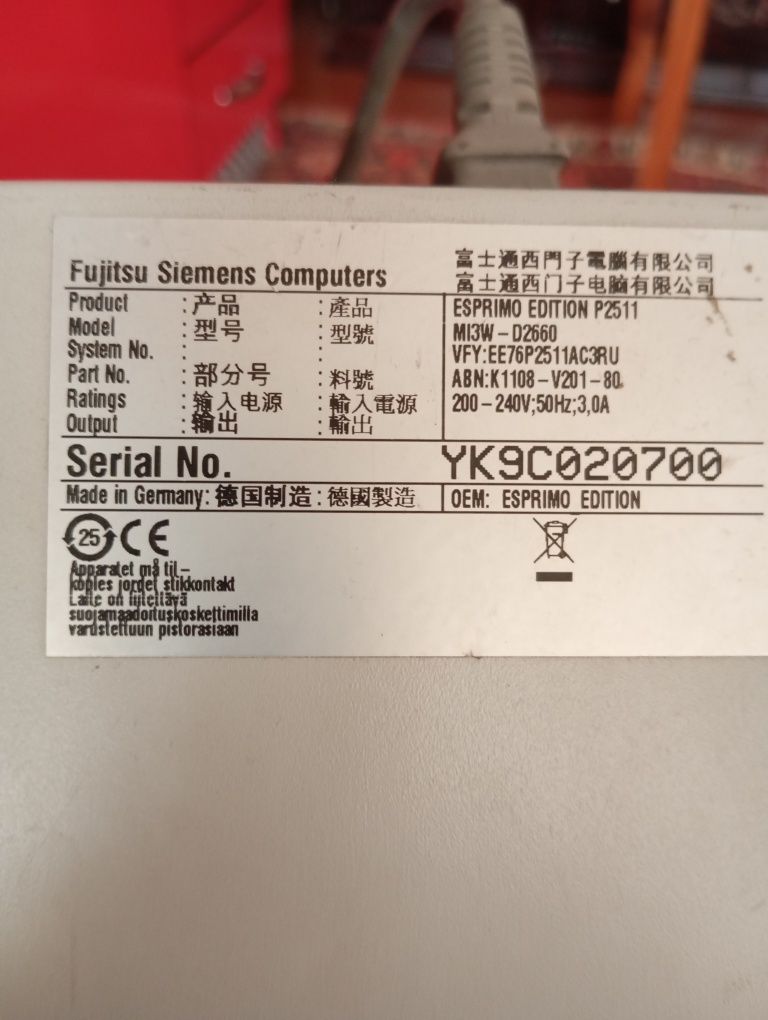 Fujitsu Siemens Computers
富士通西門子電腦有限公司
富士通西门子电脑有限公司
Product :产品 :產品 ESPRIMO EDITION P2511
Model :型号 :型號 MI3W-D2660
System No. : : VFY:EE76P2511AC3RU
Part No. :部分号 :料號 ABN:K1108-V201-80
Ratings :输入电源 :輸入電源 200-240V;50Hz;3,0A
Output :输出 :輸出
Serial No. YK9C020700
Made in Germany: 德国制造: 德國製造 OEM: ESPRIMO EDITION
25 CE
Apparatet må til-
kobles jordet stikkontakt
Laite on liitettävä
suojamaadoituskoskettimilla
varustettuun pistorasiaan